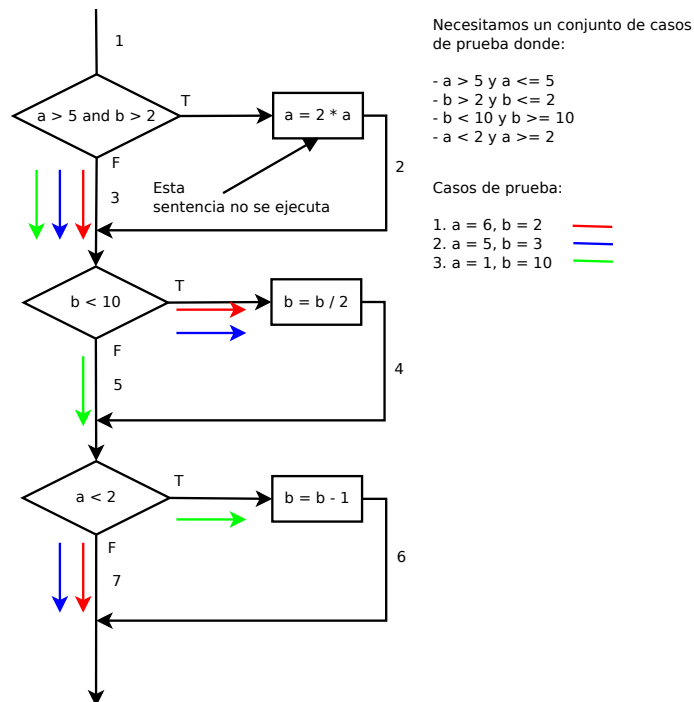 1
a > 5 and b > 2
T
a = 2 * a
F
2
3
Esta
sentencia no se ejecuta
b < 10
T
b = b / 2
F
4
5
a < 2
T
b = b - 1
F
6
7
Necesitamos un conjunto de casos
de prueba donde:
- a > 5 y a <= 5
- b > 2 y b <= 2
- b < 10 y b >= 10
- a < 2 y a >= 2
Casos de prueba:
1. a = 6, b = 2
2. a = 5, b = 3
3. a = 1, b = 10